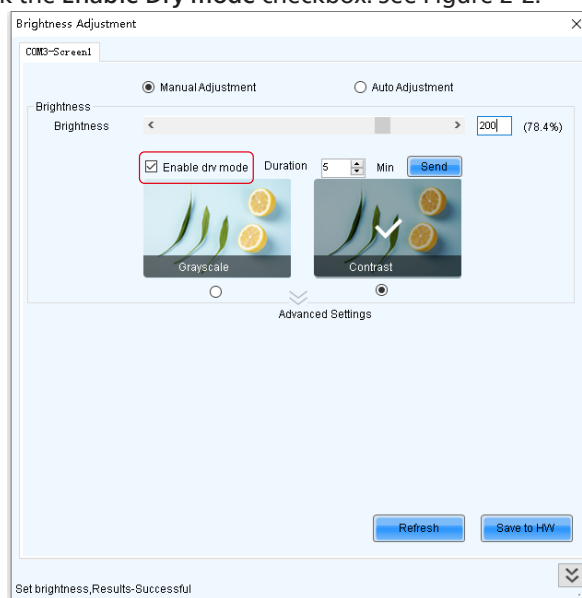 k the Enable Dry mode checkbox. See Figure 2-2.
Brightness Adjustment
COM3-Screen1
Manual Adjustment Auto Adjustment
Brightness
Brightness 200 (78.4%)
Enable dry mode Duration 5 Min Send
Grayscale Contrast
Advanced Settings
Refresh Save to HW
Set brightness,Results-Successful